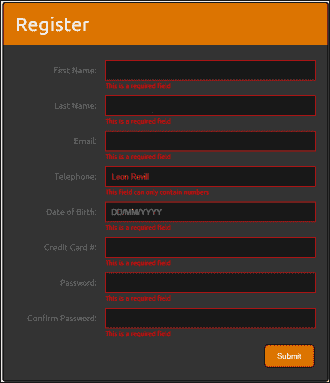 Register
First Name:
This is a required field
Last Name:
This is a required field
Email:
This is a required field
Telephone:
Leon Revill
This field can only contain numbers
Date of Birth:
DD/MM/YYYY
This is a required field
Credit Card #:
This is a required field
Password:
This is a required field
Confirm Password:
This is a required field
Submit